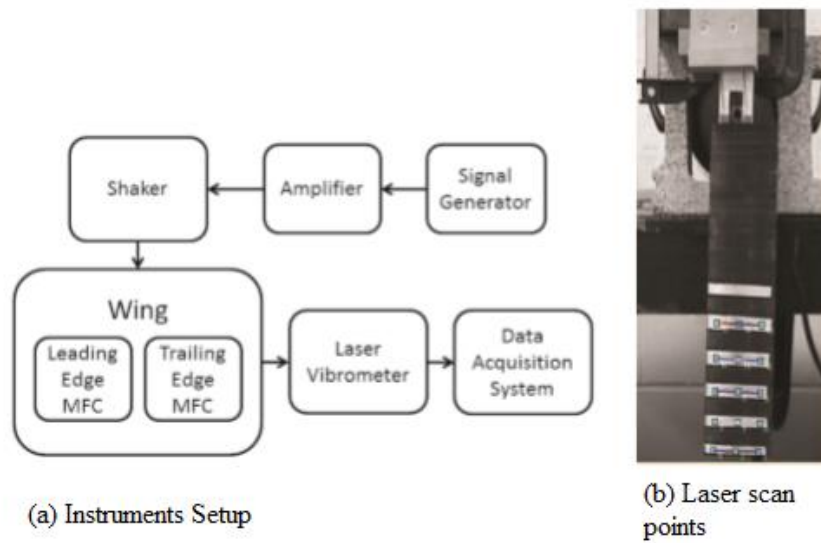 Shaker
Amplifier
Signal
Generator
Wing
Leading
Edge
MFC
Trailing
Edge
MFC
Laser
Vibrometer
Data
Acquisition
System
(a) Instruments Setup
(b) Laser scan
points